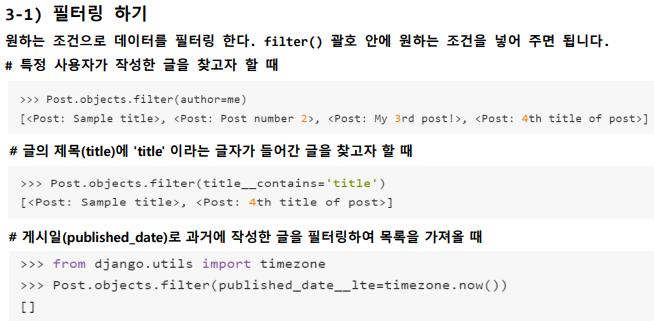 3-1) 필터링 하기
원하는 조건으로 데이터를 필터링 한다. filter() 괄호 안에 원하는 조건을 넣어 주면 됩니다.
# 특정 사용자가 작성한 글을 찾고자 할 때
>>> Post.objects.filter(author=me)
[<Post: Sample title>, <Post: Post number 2>, <Post: My 3rd post!>, <Post: 4th title of post>]
# 글의 제목(title)에 'title' 이라는 글자가 들어간 글을 찾고자 할 때
>>> Post.objects.filter(title__contains='title')
[<Post: Sample title>, <Post: 4th title of post>]
# 게시일(published_date)로 과거에 작성한 글을 필터링하여 목록을 가져올 때
>>> from django.utils import timezone
>>> Post.objects.filter(published_date__lte=timezone.now())
[]